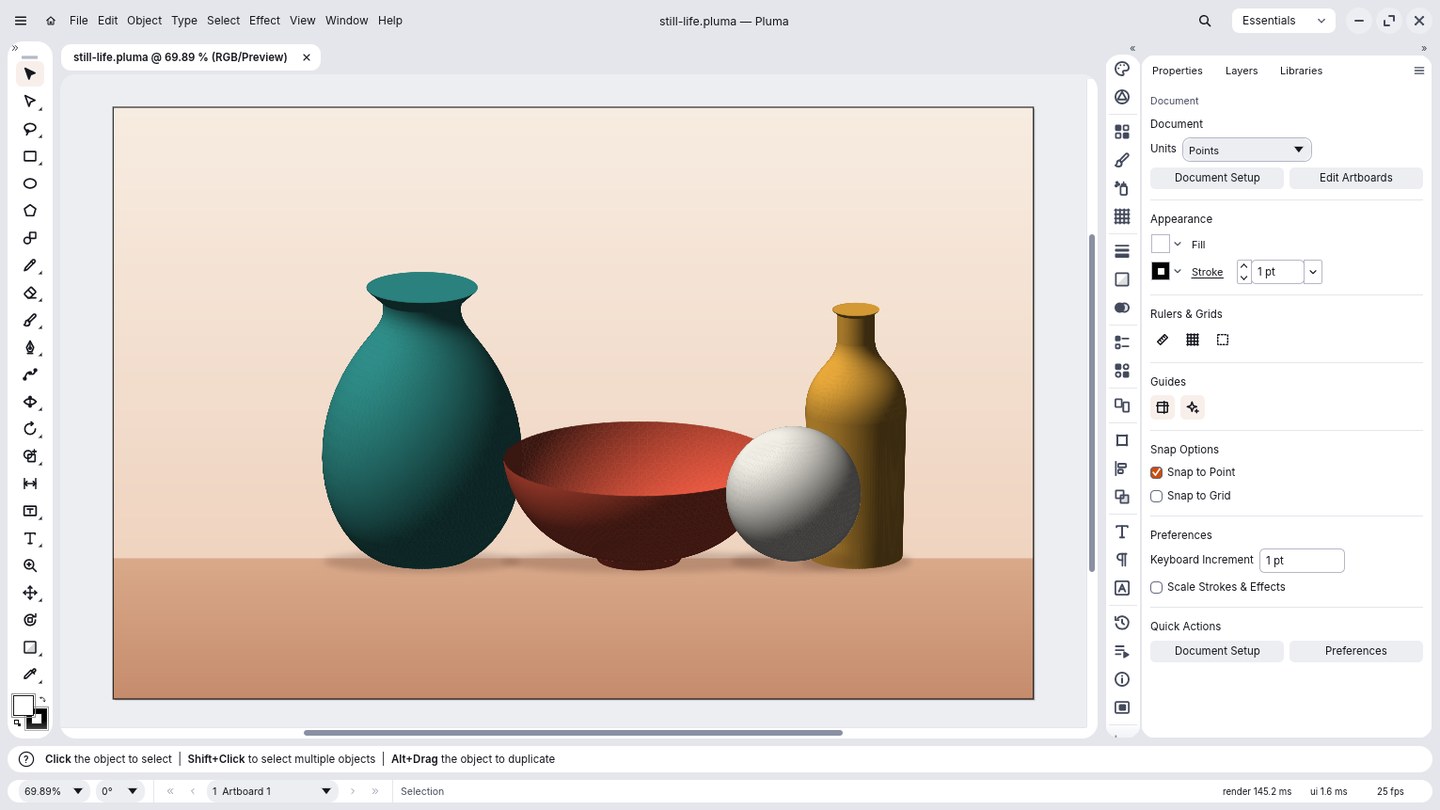 File Edit Object Type Select Effect View Window Help
still-life.pluma — Pluma
Essentials
still-life.pluma @ 69.89 % (RGB/Preview)
Properties Layers Libraries
Document
Document
Units Points
Document Setup Edit Artboards
Appearance
Fill
Stroke 1 pt
Rulers & Grids
Guides
Snap Options
Snap to Point
Snap to Grid
Preferences
Keyboard Increment 1 pt
Scale Strokes & Effects
Quick Actions
Document Setup Preferences
Click the object to select | Shift+Click to select multiple objects | Alt+Drag the object to duplicate
69.89% 0° 1 Artboard 1 Selection render 145.2 ms ui 1.6 ms 25 fps